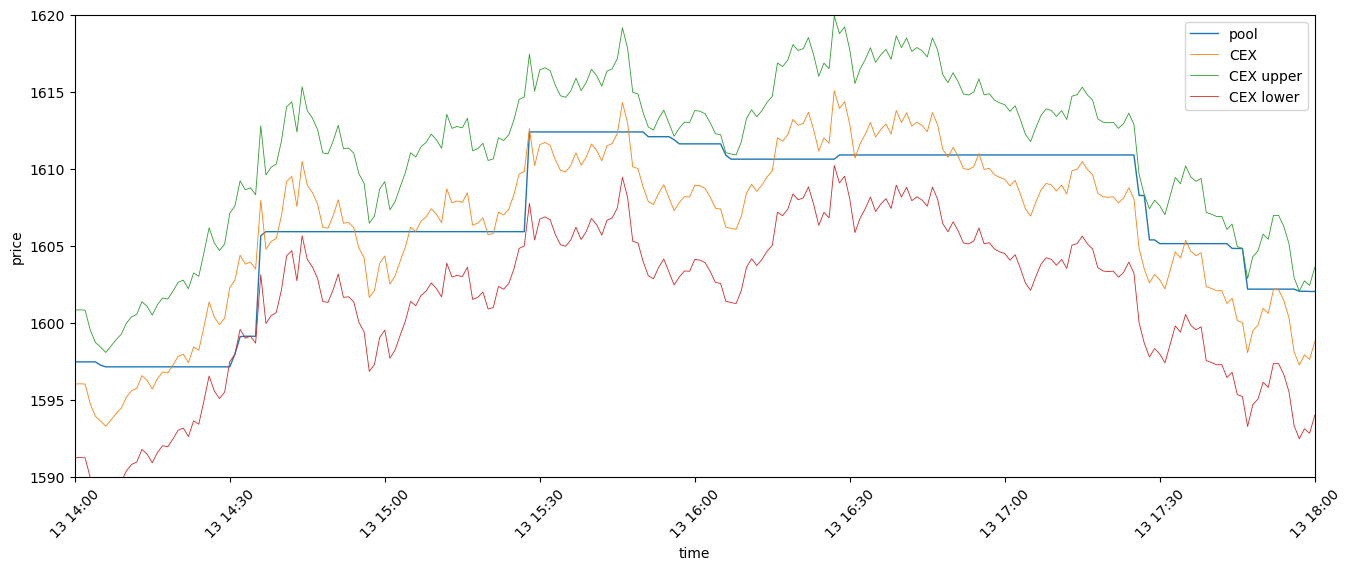 1620
1615
1610
1605
1600
1595
1590
price
13 14:00
13 14:30
13 15:00
13 15:30
13 16:00
13 16:30
13 17:00
13 17:30
13 18:00
time
pool
CEX
CEX upper
CEX lower